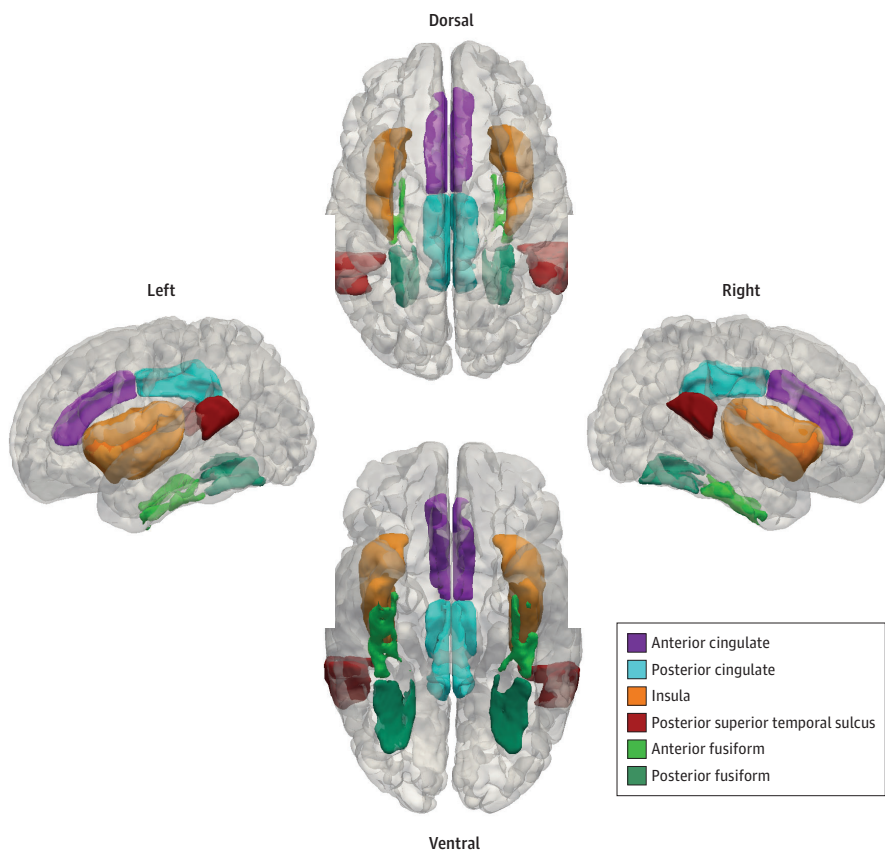 Dorsal
Left
Right
Anterior cingulate
Posterior cingulate
Insula
Posterior superior temporal sulcus
Anterior fusiform
Posterior fusiform
Ventral